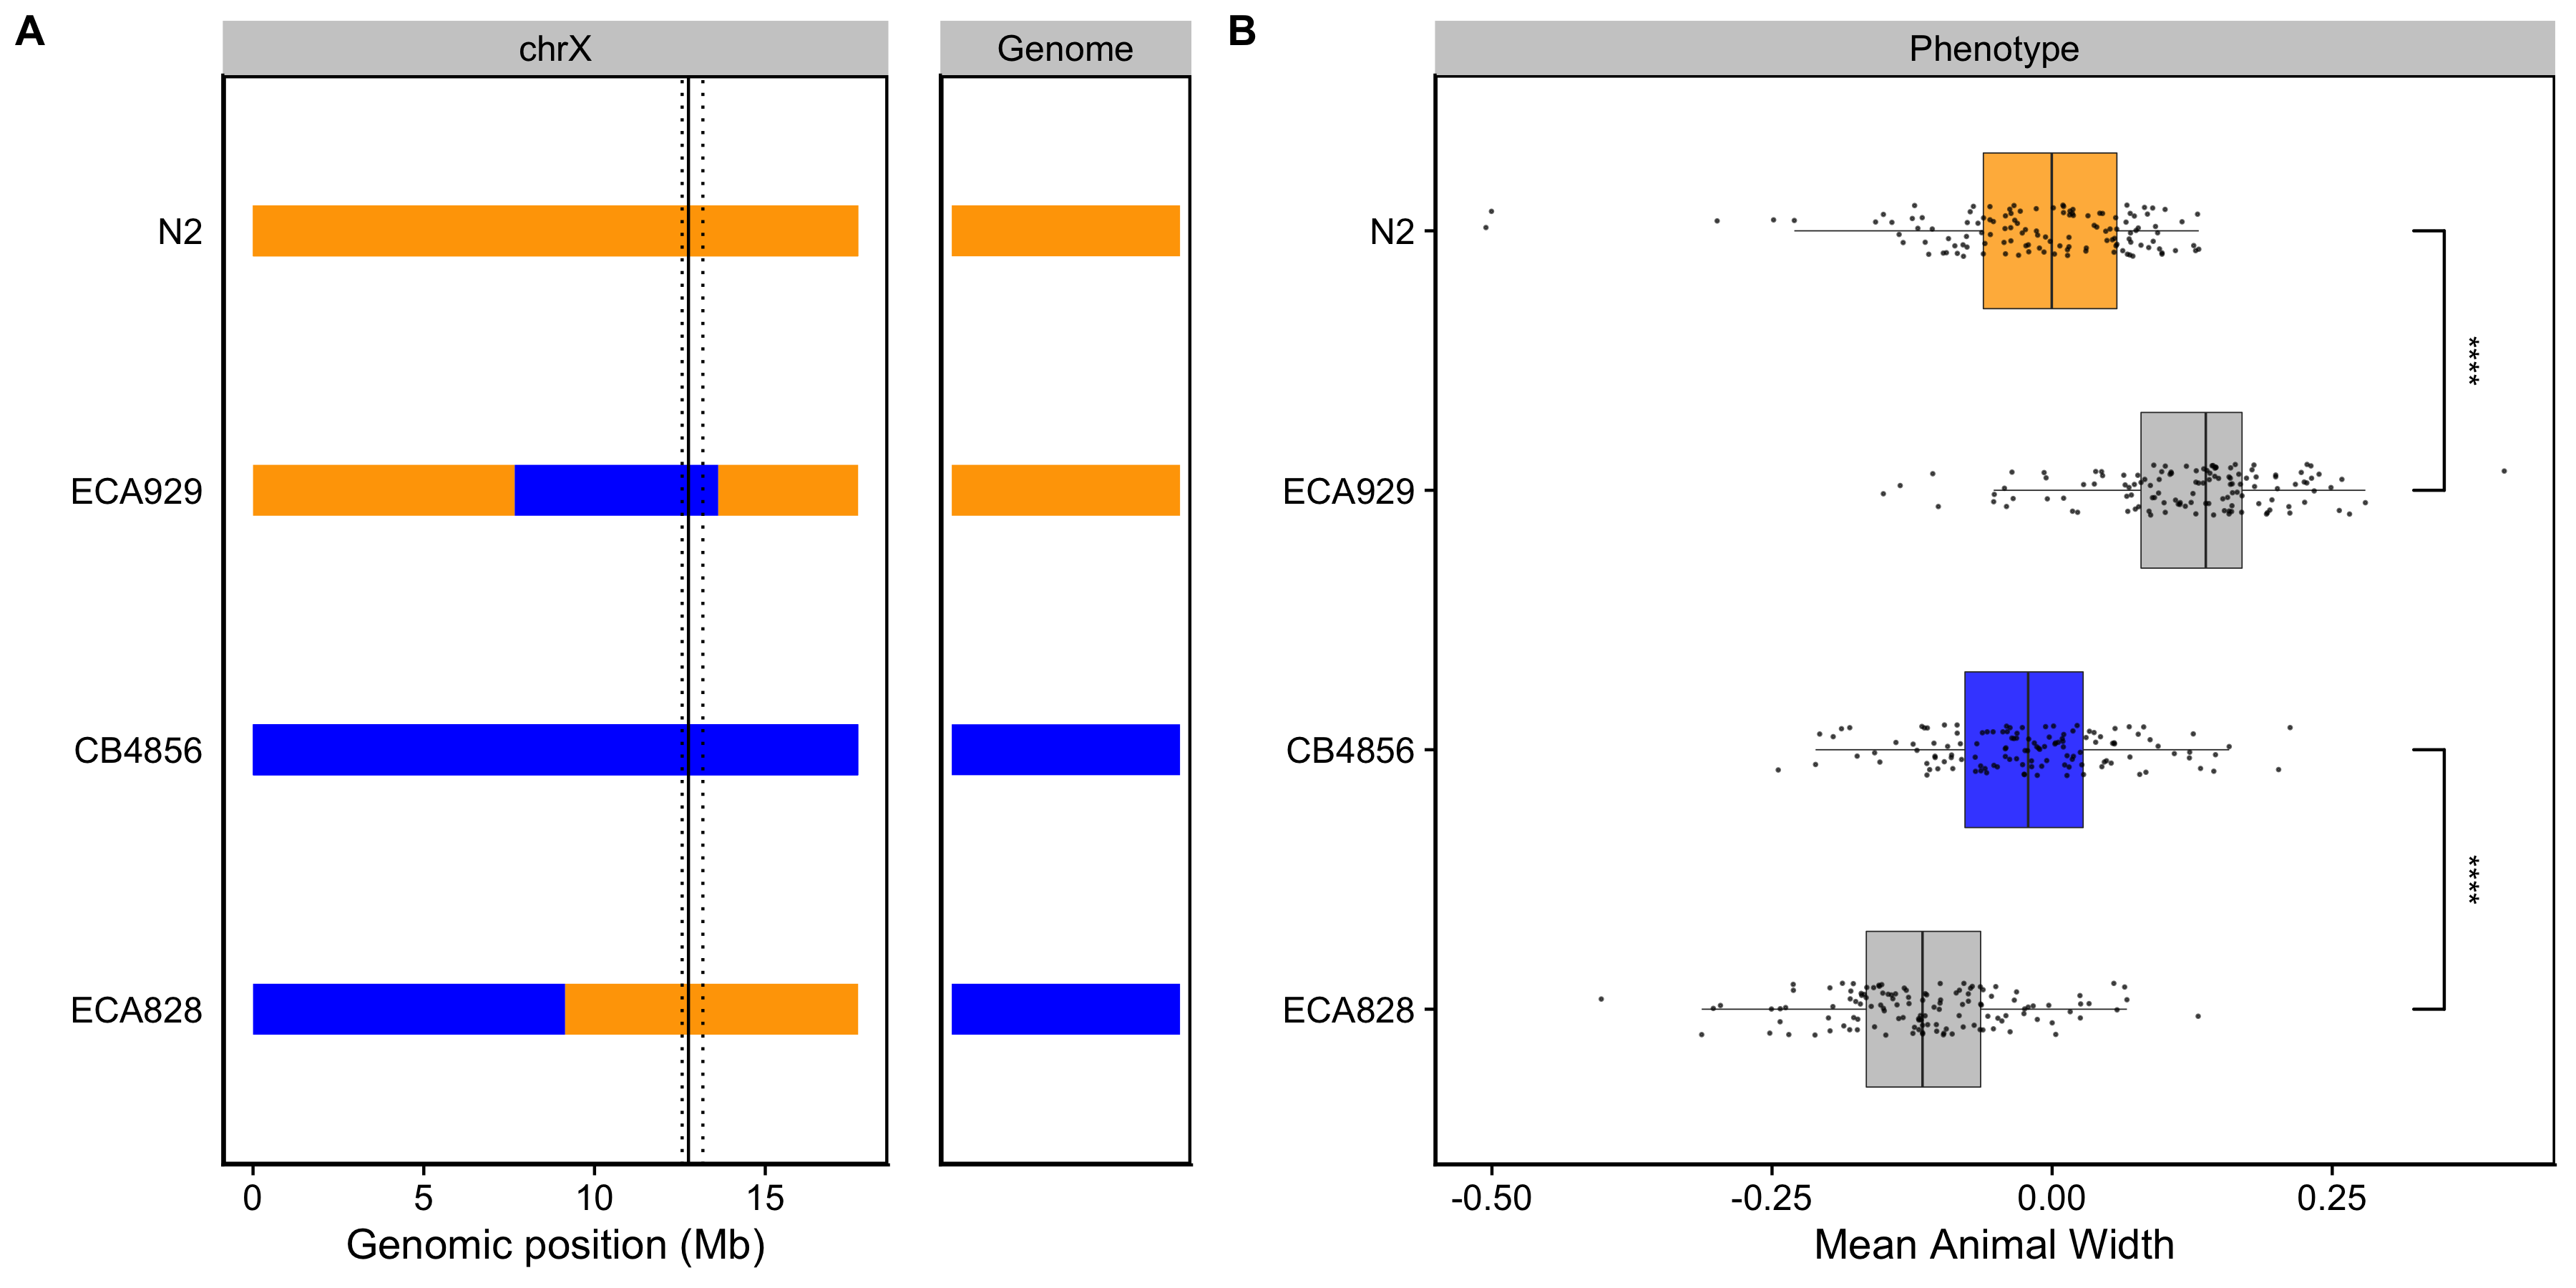 A
chrX
Genome
N2
ECA929
CB4856
ECA828
0 5 10 15
Genomic position (Mb)
B
Phenotype
N2
ECA929
CB4856
ECA828
****
****
-0.50 -0.25 0.00 0.25
Mean Animal Width